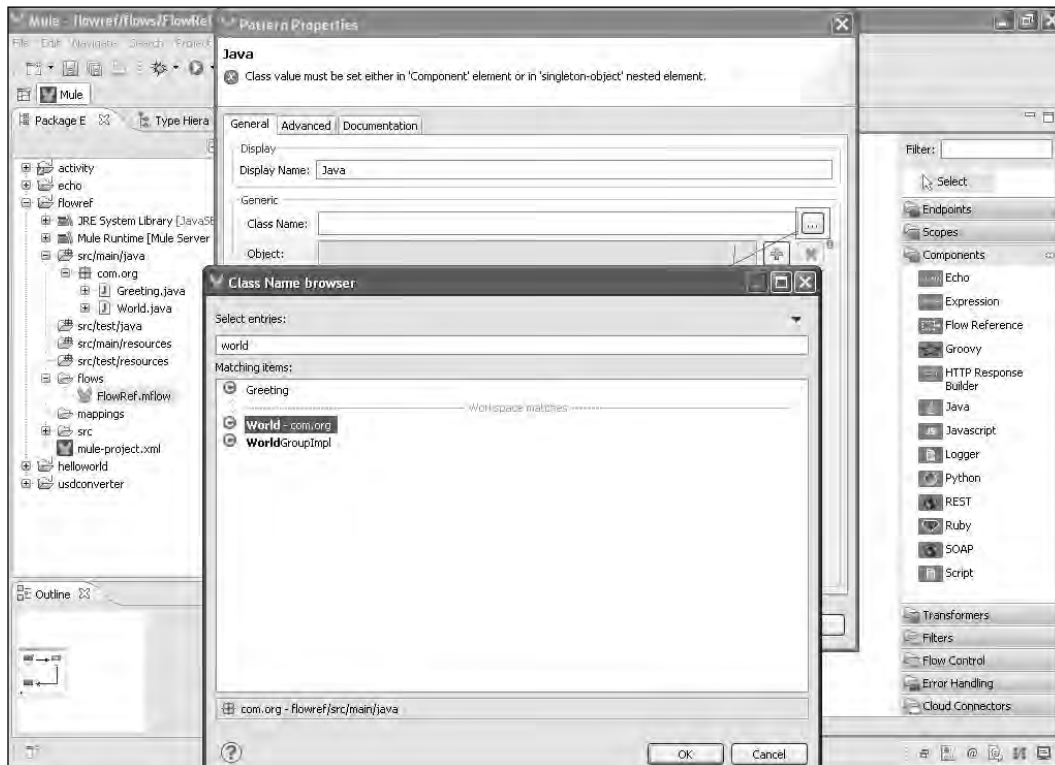 Mule - flowref/flows/FlowRef
Pattern Properties
File Edit Navigate Search Project
Java
Class value must be set either in 'Component' element or in 'singleton-object' nested element.
Mule
Package E
Type Hiera
General
Advanced
Documentation
Display
Display Name:
Java
Generic
Class Name:
...
Object:
activity
echo
flowref
JRE System Library [JavaSE
Mule Runtime [Mule Server
src/main/java
com.org
Greeting.java
World.java
src/test/java
src/main/resources
src/test/resources
flows
FlowRef.mflow
mappings
src
mule-project.xml
helloworld
usdconverter
Outline
Class Name browser
Select entries:
world
Matching items:
Greeting
Workspace matches
World - com.org
WorldGroupImpl
com.org - flowref/src/main/java
OK
Cancel
Filter:
Select
Endpoints
Scopes
Components
Echo
Expression
Flow Reference
Groovy
HTTP Response
Builder
Java
Javascript
Logger
Python
REST
Ruby
SOAP
Script
Transformers
Filters
Flow Control
Error Handling
Cloud Connectors